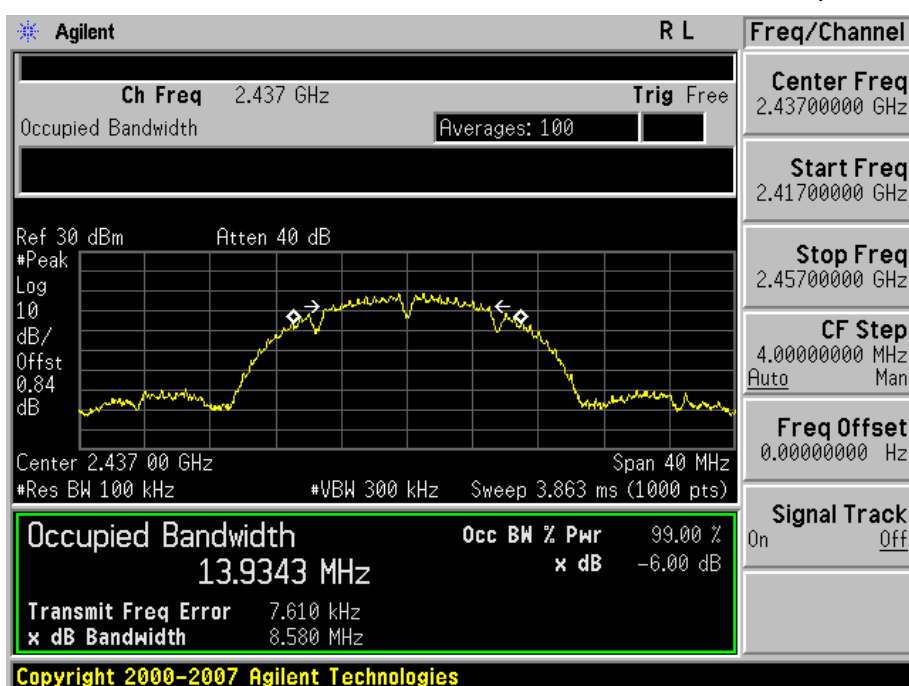 Agilent R L
Ch Freq 2.437 GHz Trig Free
Occupied Bandwidth Averages: 100
Ref 30 dBm Atten 40 dB
#Peak
Log
10
dB/
Offst
0.84
dB
Center 2.437 00 GHz Span 40 MHz
#Res BW 100 kHz #VBW 300 kHz Sweep 3.863 ms (1000 pts)
Occupied Bandwidth Occ BW % Pwr 99.00 %
13.9343 MHz x dB -6.00 dB
Transmit Freq Error 7.610 kHz
x dB Bandwidth 8.580 MHz
Copyright 2000-2007 Agilent Technologies
Freq/Channel
Center Freq
2.43700000 GHz
Start Freq
2.41700000 GHz
Stop Freq
2.45700000 GHz
CF Step
4.00000000 MHz
Auto Man
Freq Offset
0.00000000 Hz
Signal Track
On Off